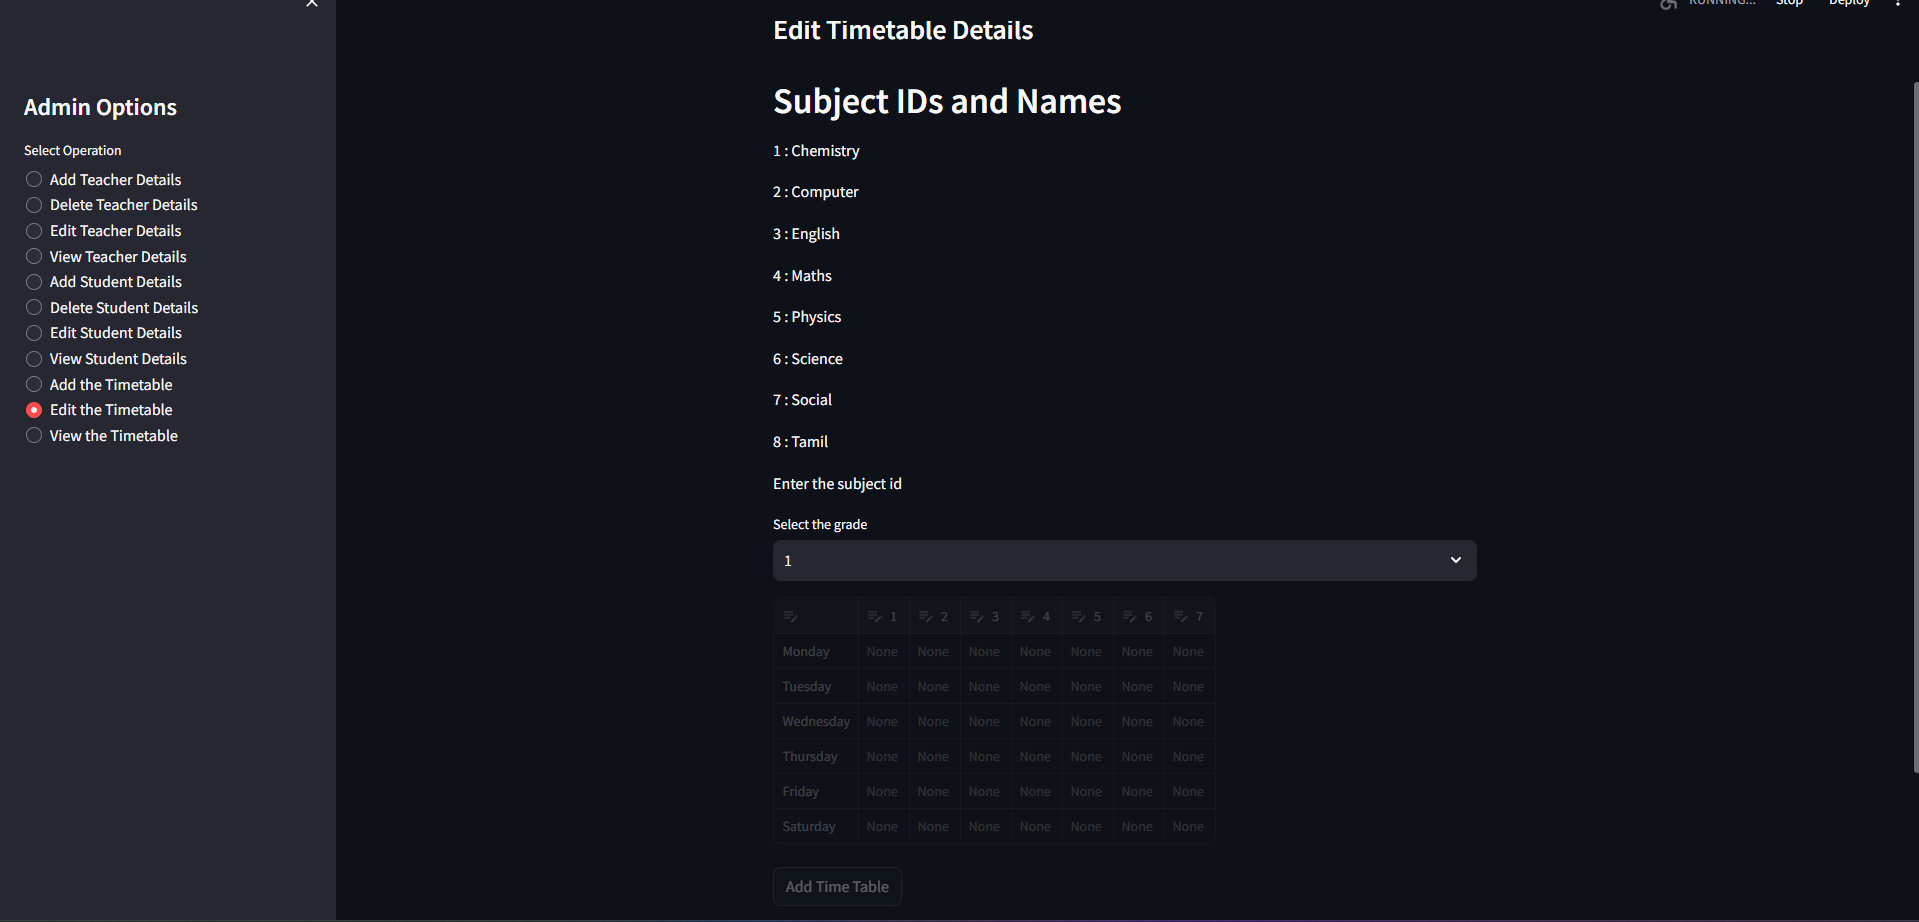 RUNNING... Stop Deploy
Admin Options
Select Operation
Add Teacher Details
Delete Teacher Details
Edit Teacher Details
View Teacher Details
Add Student Details
Delete Student Details
Edit Student Details
View Student Details
Add the Timetable
Edit the Timetable
View the Timetable
Edit Timetable Details
Subject IDs and Names
1 : Chemistry
2 : Computer
3 : English
4 : Maths
5 : Physics
6 : Science
7 : Social
8 : Tamil
Enter the subject id
Select the grade
1
1 2 3 4 5 6 7
Monday None None None None None None None
Tuesday None None None None None None None
Wednesday None None None None None None None
Thursday None None None None None None None
Friday None None None None None None None
Saturday None None None None None None None
Add Time Table